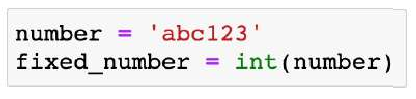 number = 'abc123'
fixed_number = int(number)